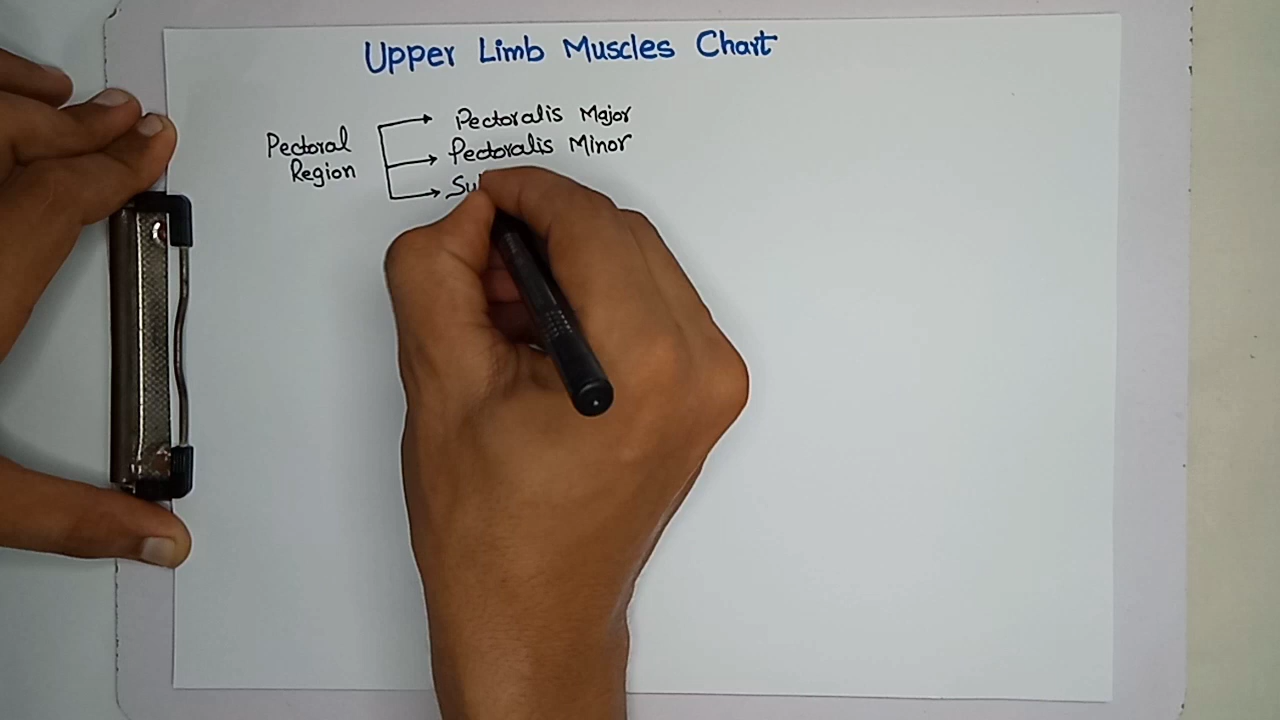 Upper Limb Muscles Chart
Pectoral Region
Pectoralis Major
Pectoralis Minor